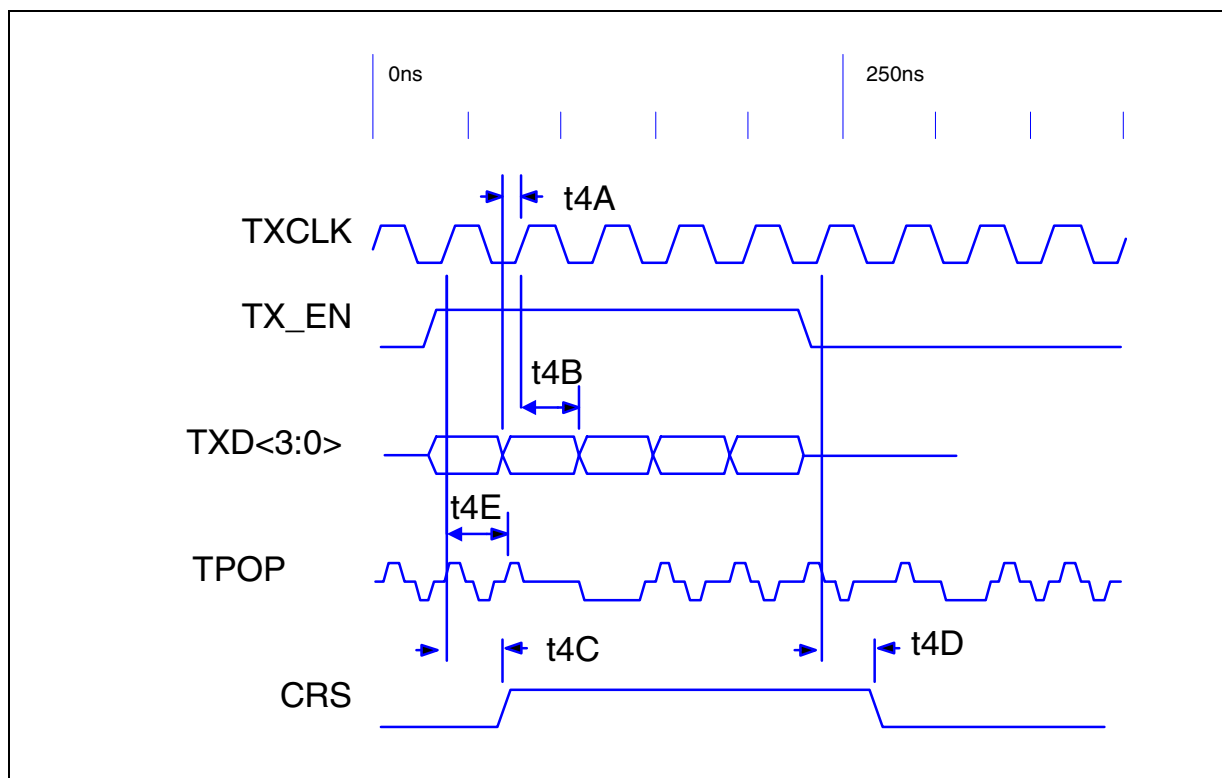 0ns
250ns
t4A
TXCLK
TX_EN
t4B
TXD<3:0>
t4E
TPOP
t4C
t4D
CRS